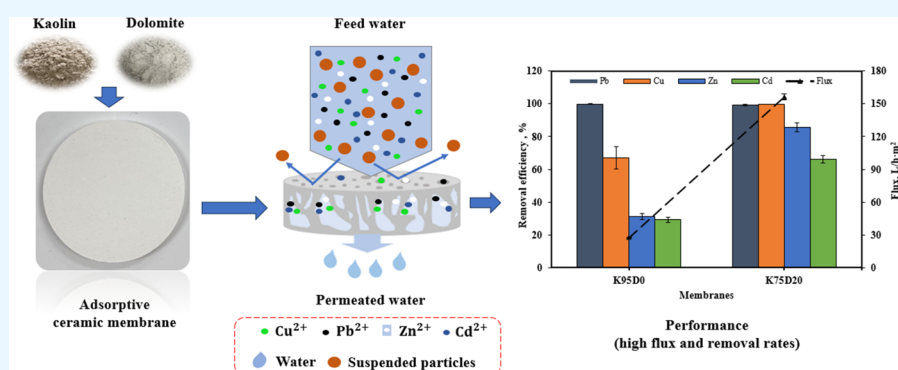 Kaolin
Dolomite
Adsorptive
ceramic membrane
Feed water
Permeated water
Cu²⁺ Pb²⁺ Zn²⁺ Cd²⁺
Water Suspended particles
Pb Cu Zn Cd Flux
Removal efficiency , %
120
100
80
60
40
20
0
180
150
120
90
60
30
0
Flux, L/h·m²
K95D0 K75D20
Membranes
Performance
(high flux and removal rates)